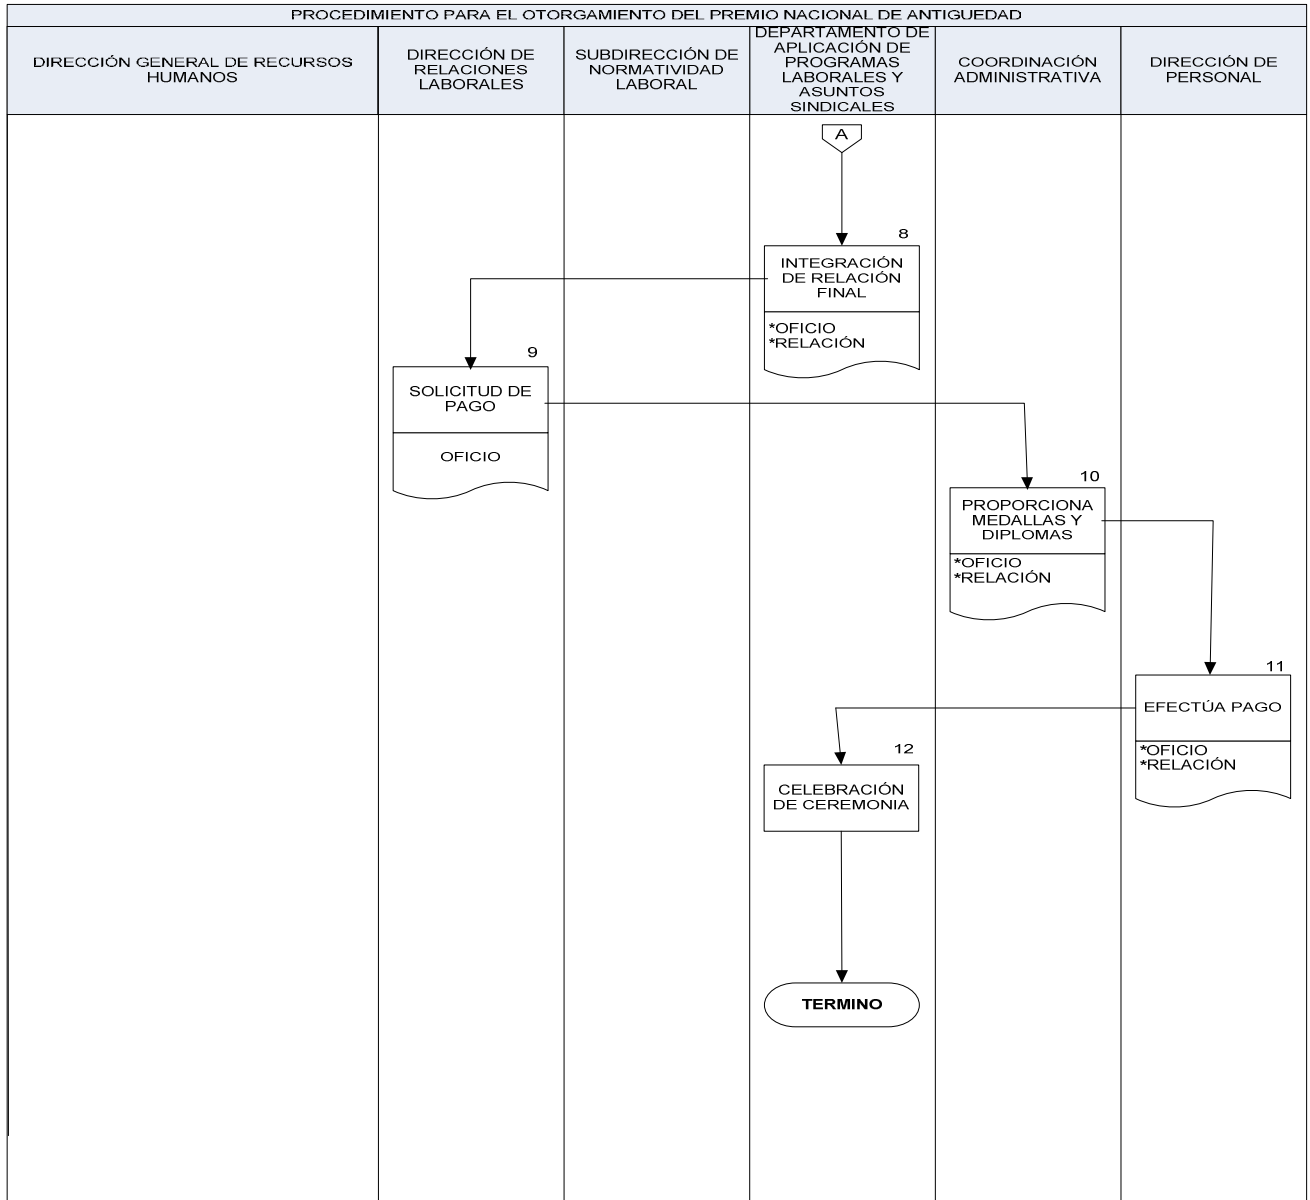 PROCEDIMIENTO PARA EL OTORGAMIENTO DEL PREMIO NACIONAL DE ANTIGUEDAD
DIRECCIÓN GENERAL DE RECURSOS
HUMANOS
DIRECCIÓN DE
RELACIONES
LABORALES
SUBDIRECCIÓN DE
NORMATIVIDAD
LABORAL
DEPARTAMENTO DE
APLICACIÓN DE
PROGRAMAS
LABORALES Y
ASUNTOS
SINDICALES
COORDINACIÓN
ADMINISTRATIVA
DIRECCIÓN DE
PERSONAL
A
8
INTEGRACIÓN
DE RELACIÓN
FINAL
*OFICIO
*RELACIÓN
9
SOLICITUD DE
PAGO
OFICIO
10
PROPORCIONA
MEDALLAS Y
DIPLOMAS
*OFICIO
*RELACIÓN
11
EFECTÚA PAGO
*OFICIO
*RELACIÓN
12
CELEBRACIÓN
DE CEREMONIA
TERMINO